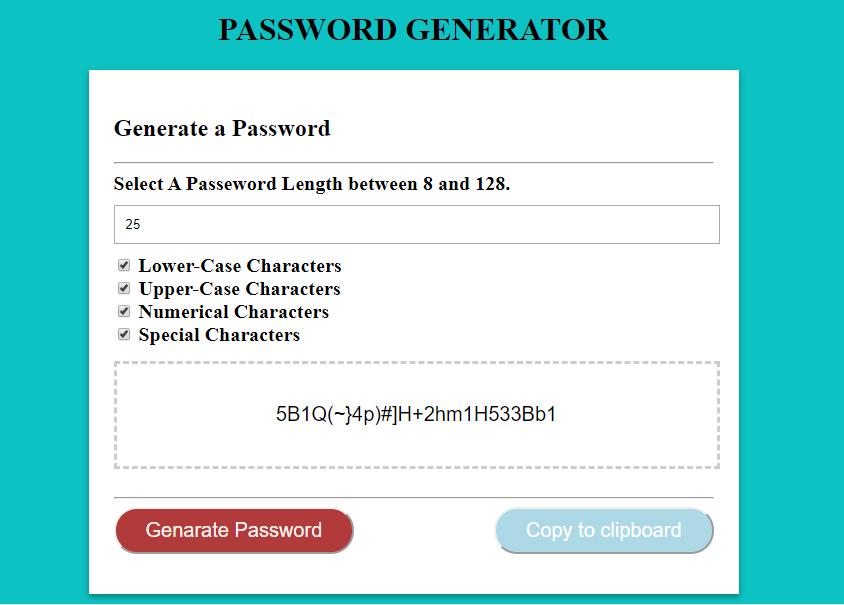 PASSWORD GENERATOR
Generate a Password
Select A Passeword Length between 8 and 128.
25
Lower-Case Characters
Upper-Case Characters
Numerical Characters
Special Characters
5B1Q(~}4p)#]H+2hm1H533Bb1
Genarate Password
Copy to clipboard